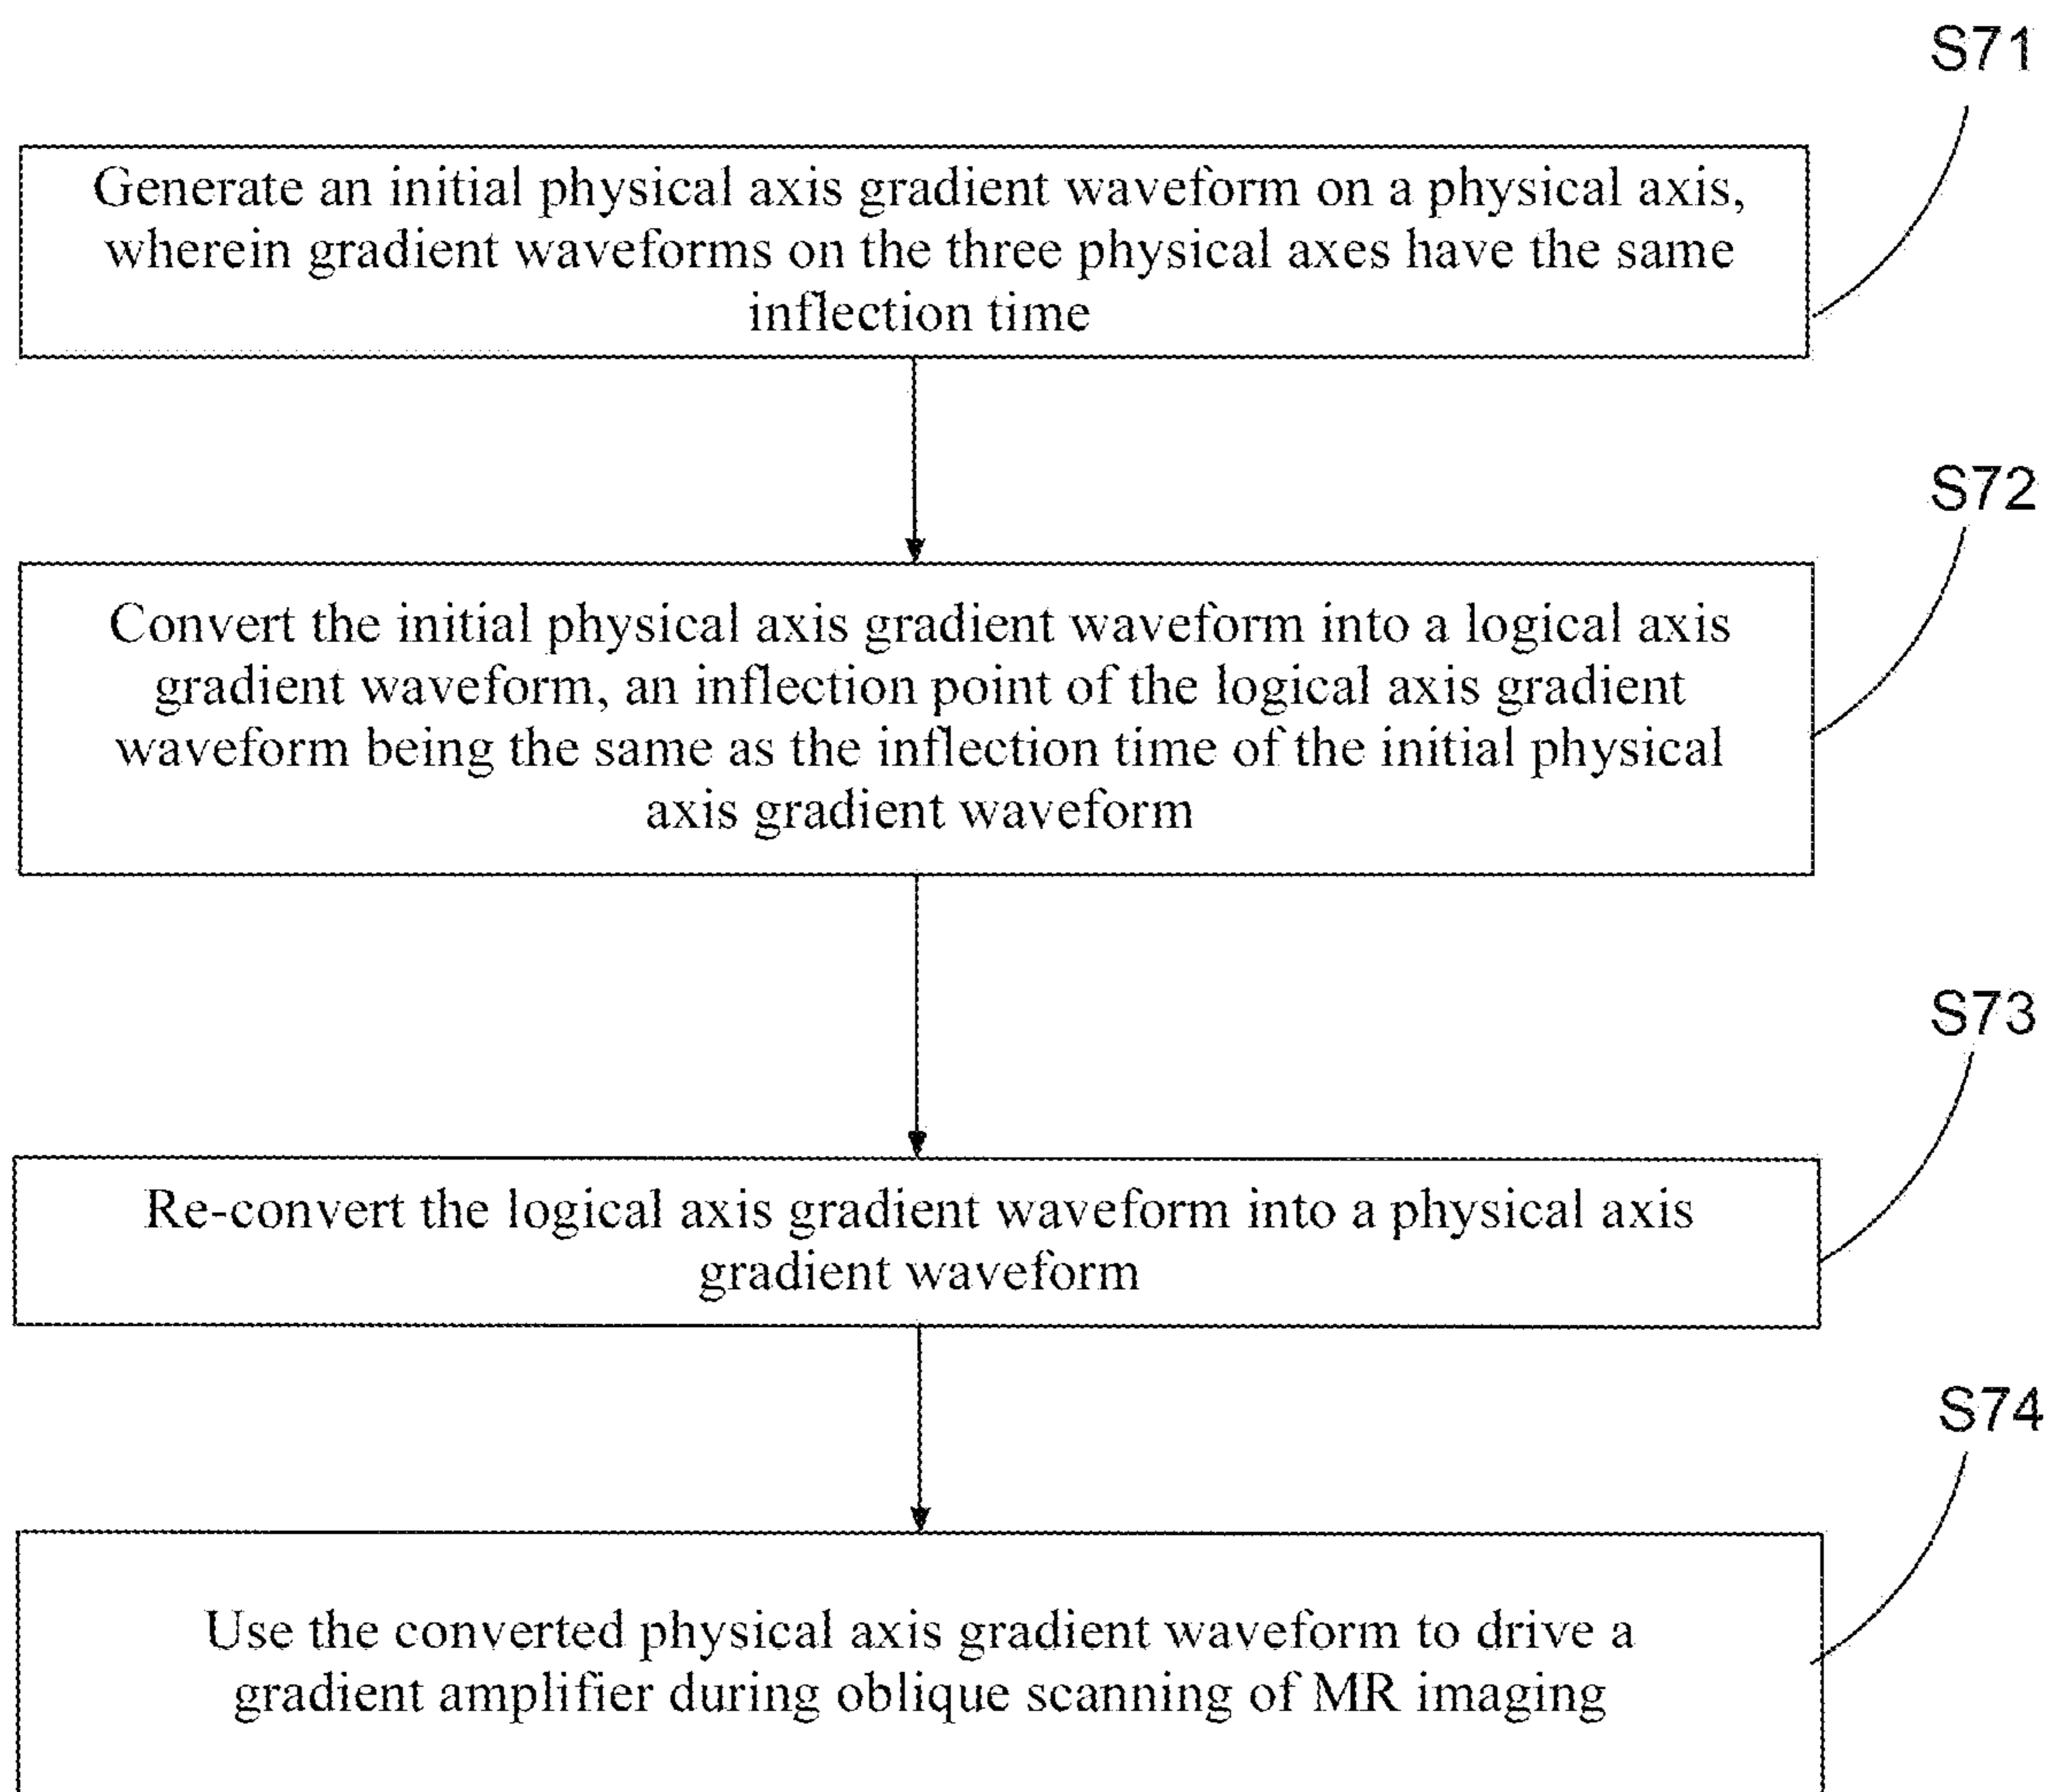 S71
Generate an initial physical axis gradient waveform on a physical axis,
wherein gradient waveforms on the three physical axes have the same
inflection time
S72
Convert the initial physical axis gradient waveform into a logical axis
gradient waveform, an inflection point of the logical axis gradient
waveform being the same as the inflection time of the initial physical
axis gradient waveform
S73
Re-convert the logical axis gradient waveform into a physical axis
gradient waveform
S74
Use the converted physical axis gradient waveform to drive a
gradient amplifier during oblique scanning of MR imaging